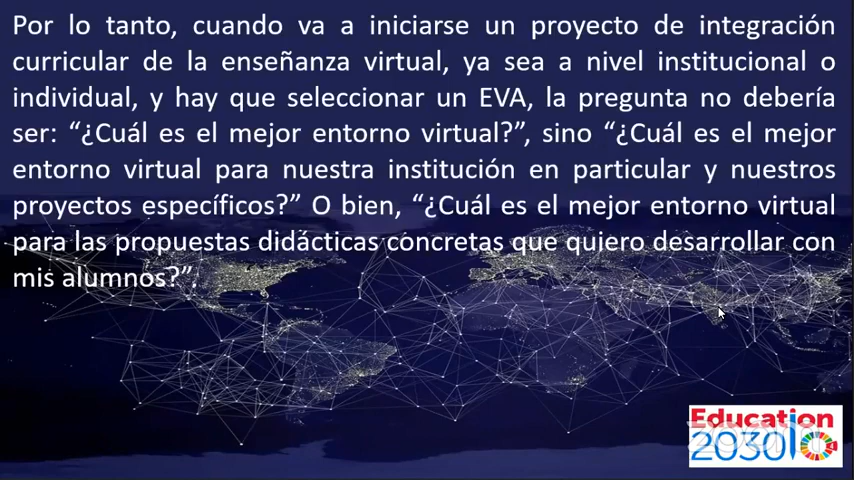 Por lo tanto, cuando va a iniciarse un proyecto de integración
curricular de la enseñanza virtual, ya sea a nivel institucional o
individual, y hay que seleccionar un EVA, la pregunta no debería
ser: “¿Cuál es el mejor entorno virtual?”, sino “¿Cuál es el mejor
entorno virtual para nuestra institución en particular y nuestros
proyectos específicos?” O bien, “¿Cuál es el mejor entorno virtual
para las propuestas didácticas concretas que quiero desarrollar con
mis alumnos?”.
Education
zoom
2030